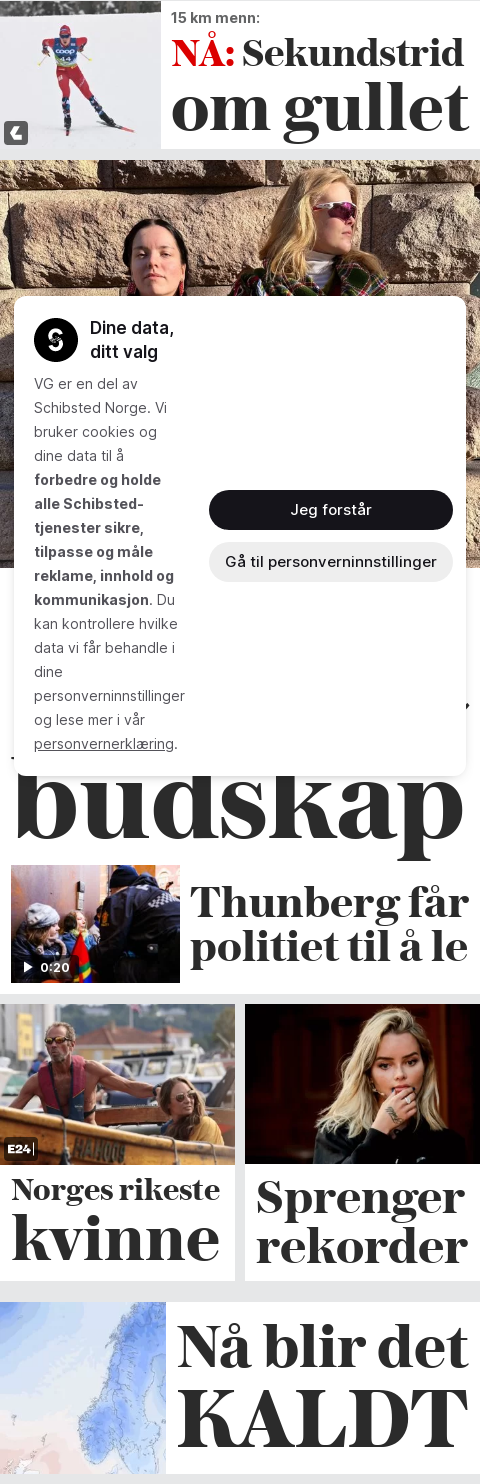 15 km menn:
NÅ: Sekundstrid
om gullet
coop
44
Dine data,
ditt valg
VG er en del av
Schibsted Norge. Vi
bruker cookies og
dine data til å
forbedre og holde
alle Schibsted-
tjenester sikre,
tilpasse og måle
reklame, innhold og
kommunikasjon. Du
kan kontrollere hvilke
data vi får behandle i
dine
personverninnstillinger
og lese mer i vår
personvernerklæring.
Jeg forstår
Gå til personverninnstillinger
budskap
0:20
Thunberg får
politiet til å le
E24
Norges rikeste
kvinne
Sprenger
rekorder
Nå blir det
KALDT